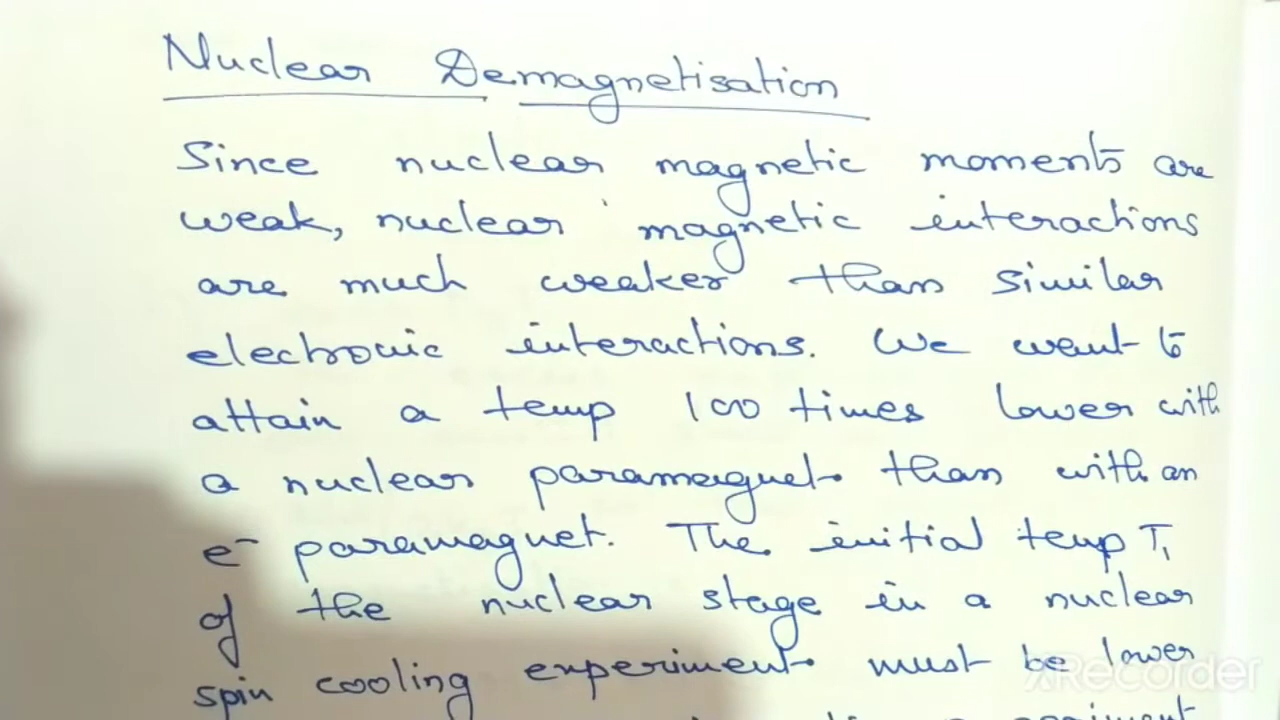 Nuclear Demagnetisation
Since nuclear magnetic moments are
weak, nuclear magnetic interactions
are much weaker than similar
electronic interactions. We want to
attain a temp 100 times lower with
a nuclear paramagnet than with an
e⁻ paramagnet. The initial temp T₁
of the nuclear stage in a nuclear
spin cooling experiment must be lower
XRecorder